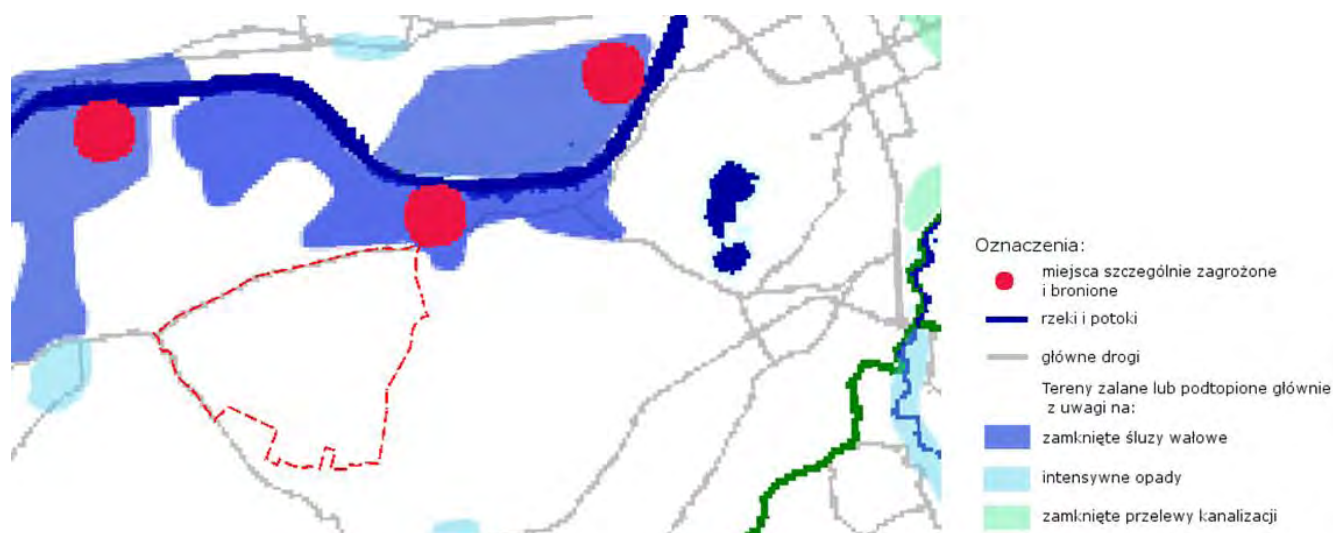 Oznaczenia:
miejsca szczególnie zagrożone
i bronione
rzeki i potoki
główne drogi
Tereny zalane lub podtopione głównie
z uwagi na:
zamknięte śluzy wałowe
intensywne opady
zamknięte przelewy kanalizacji